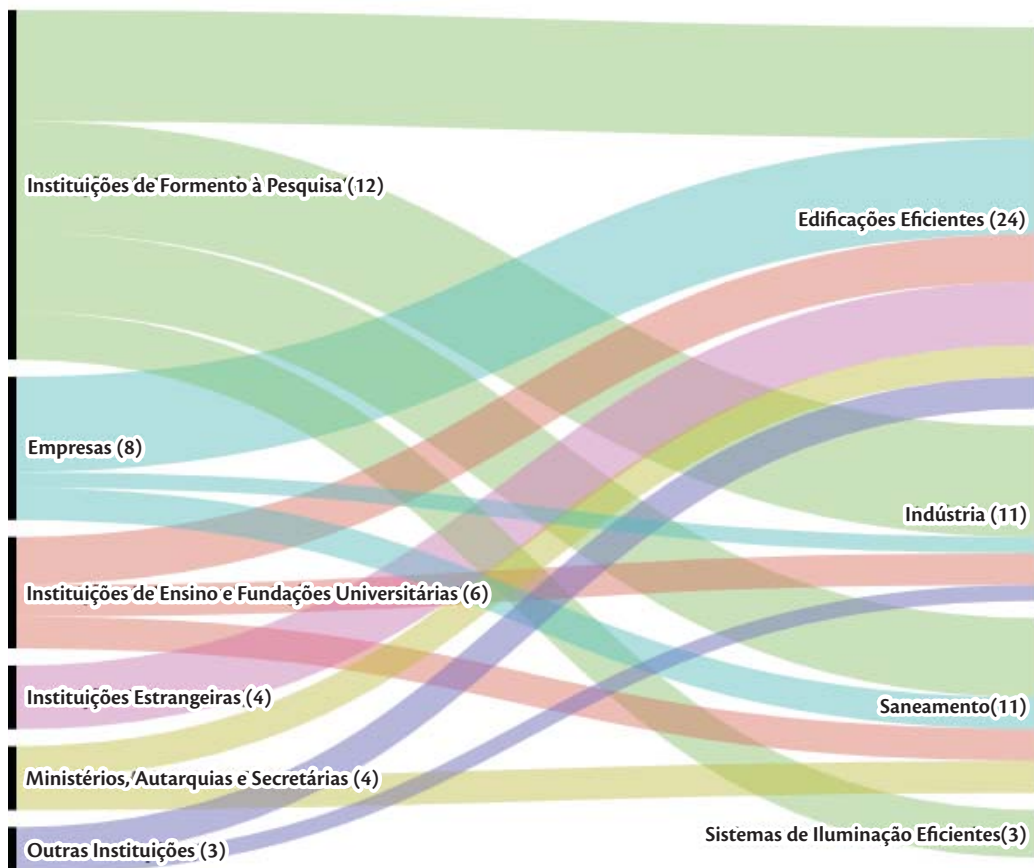 Instituições de Formento à Pesquisa (12)
Empresas (8)
Instituições de Ensino e Fundações Universitárias (6)
Instituições Estrangeiras (4)
Ministérios, Autarquias e Secretárias (4)
Outras Instituições (3)
Edificações Eficientes (24)
Indústria (11)
Saneamento(11)
Sistemas de Iluminação Eficientes(3)